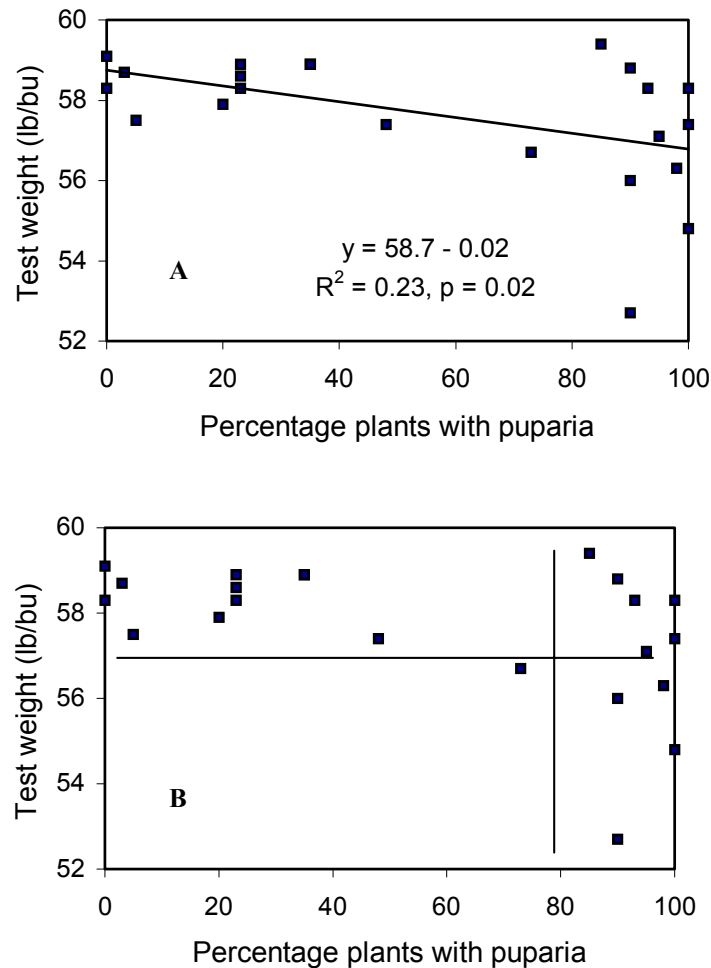 60
58
56
54
52
Test weight (lb/bu)
A
y = 58.7 - 0.02
R² = 0.23, p = 0.02
0 20 40 60 80 100
Percentage plants with puparia
60
58
56
54
52
Test weight (lb/bu)
B
0 20 40 60 80 100
Percentage plants with puparia